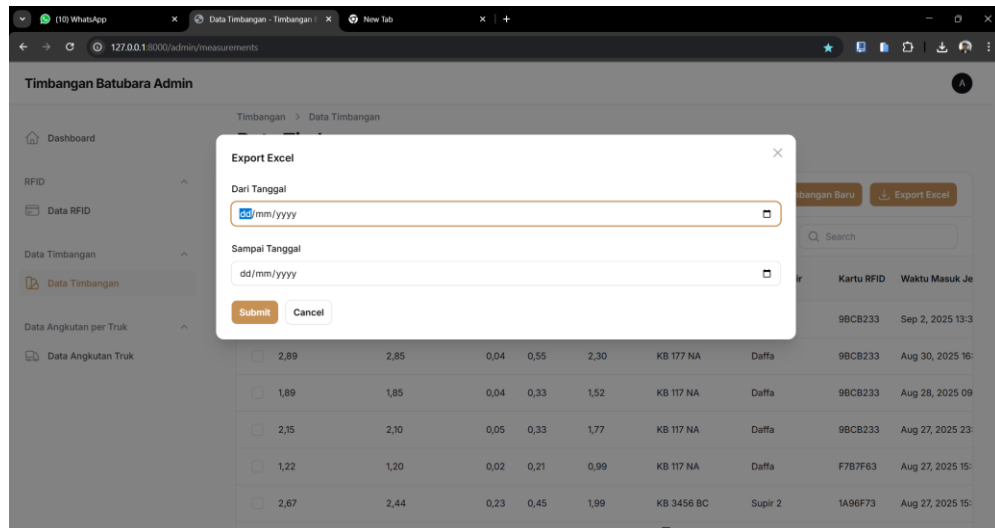 (10) WhatsApp
Data Timbangan - Timbangan
New Tab
127.0.0.1:8000/admin/measurements
Timbangan Batubara Admin
A
Timbangan > Data Timbangan
Dashboard
Export Excel
RFID
Dari Tanggal
Timbangan Baru
Export Excel
Data RFID
dd/mm/yyyy
Search
Sampai Tanggal
Data Timbangan
dd/mm/yyyy
Kartu RFID Waktu Masuk Je
Data Timbangan
Submit Cancel
9BCB233 Sep 2, 2025 13:3
Data Angkutan per Truk
Data Angkutan Truk
2,89 2,85 0,04 0,55 2,30 KB 177 NA Daffa 9BCB233 Aug 30, 2025 16:
1,89 1,85 0,04 0,33 1,52 KB 117 NA Daffa 9BCB233 Aug 28, 2025 09
2,15 2,10 0,05 0,33 1,77 KB 117 NA Daffa 9BCB233 Aug 27, 2025 23:
1,22 1,20 0,02 0,21 0,99 KB 117 NA Daffa F7B7F63 Aug 27, 2025 15:
2,67 2,44 0,23 0,45 1,99 KB 3456 BC Supir 2 1A96F73 Aug 27, 2025 15: